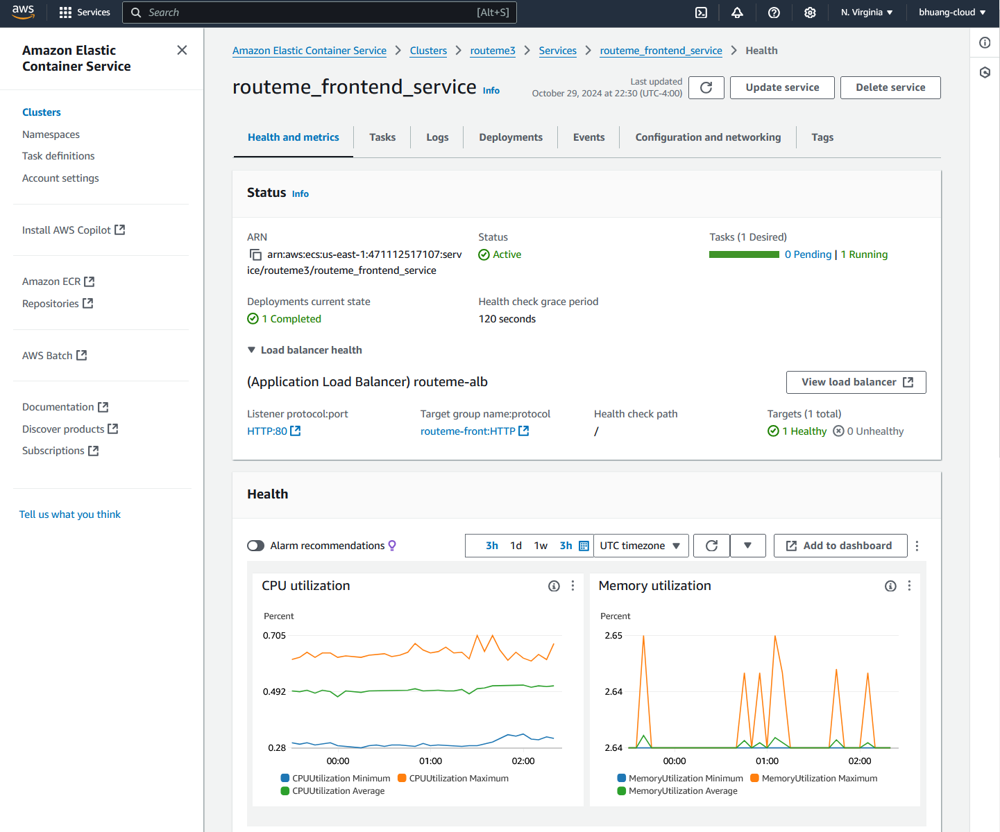 aws
Services
Search
[Alt+S]
N. Virginia
bhuang-cloud
Amazon Elastic
Container Service
Clusters
Namespaces
Task definitions
Account settings
Install AWS Copilot
Amazon ECR
Repositories
AWS Batch
Documentation
Discover products
Subscriptions
Tell us what you think
Amazon Elastic Container Service
Clusters
routeme3
Services
routeme_frontend_service
Health
routeme_frontend_service Info
Last updated
October 29, 2024 at 22:30 (UTC-4:00)
Update service
Delete service
Health and metrics
Tasks
Logs
Deployments
Events
Configuration and networking
Tags
Status Info
ARN
arn:aws:ecs:us-east-1:471112517107:serv
ice/routeme3/routeme_frontend_service
Status
Active
Tasks (1 Desired)
0 Pending | 1 Running
Deployments current state
1 Completed
Health check grace period
120 seconds
Load balancer health
(Application Load Balancer) routeme-alb
View load balancer
Listener protocol:port
HTTP:80
Target group name:protocol
routeme-front:HTTP
Health check path
/
Targets (1 total)
1 Healthy
0 Unhealthy
Health
Alarm recommendations
3h
1d
1w
3h
UTC timezone
Add to dashboard
CPU utilization
Percent
0.705
0.492
0.28
00:00
01:00
02:00
CPUUtilization Minimum
CPUUtilization Maximum
CPUUtilization Average
Memory utilization
Percent
2.65
2.64
2.64
00:00
01:00
02:00
MemoryUtilization Minimum
MemoryUtilization Maximum
MemoryUtilization Average